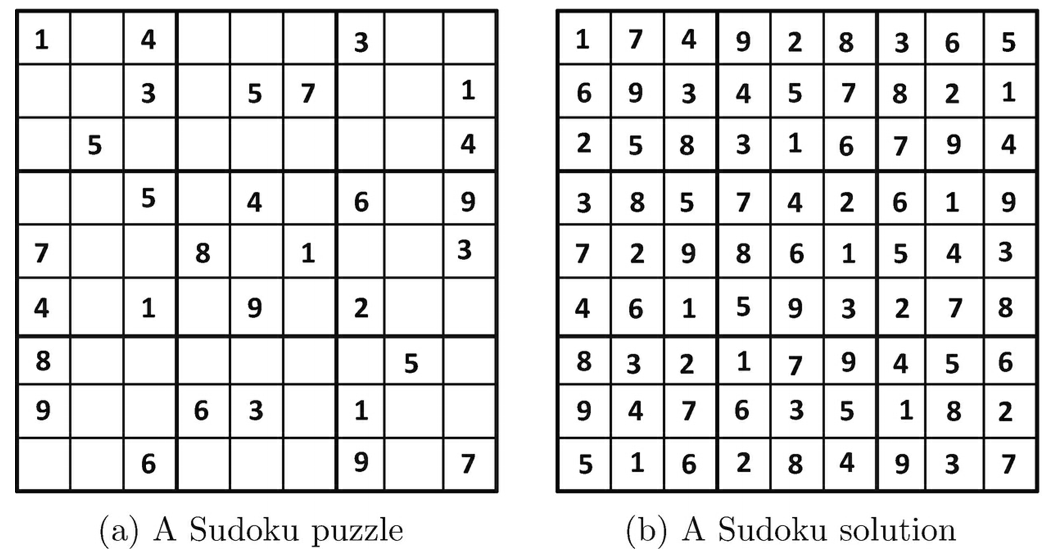 1 4 3
3 5 7 1
5 4
5 4 6 9
7 8 1 3
4 1 9 2
8 5
9 6 3 1
6 9 7
(a) A Sudoku puzzle
1 7 4 9 2 8 3 6 5
6 9 3 4 5 7 8 2 1
2 5 8 3 1 6 7 9 4
3 8 5 7 4 2 6 1 9
7 2 9 8 6 1 5 4 3
4 6 1 5 9 3 2 7 8
8 3 2 1 7 9 4 5 6
9 4 7 6 3 5 1 8 2
5 1 6 2 8 4 9 3 7
(b) A Sudoku solution